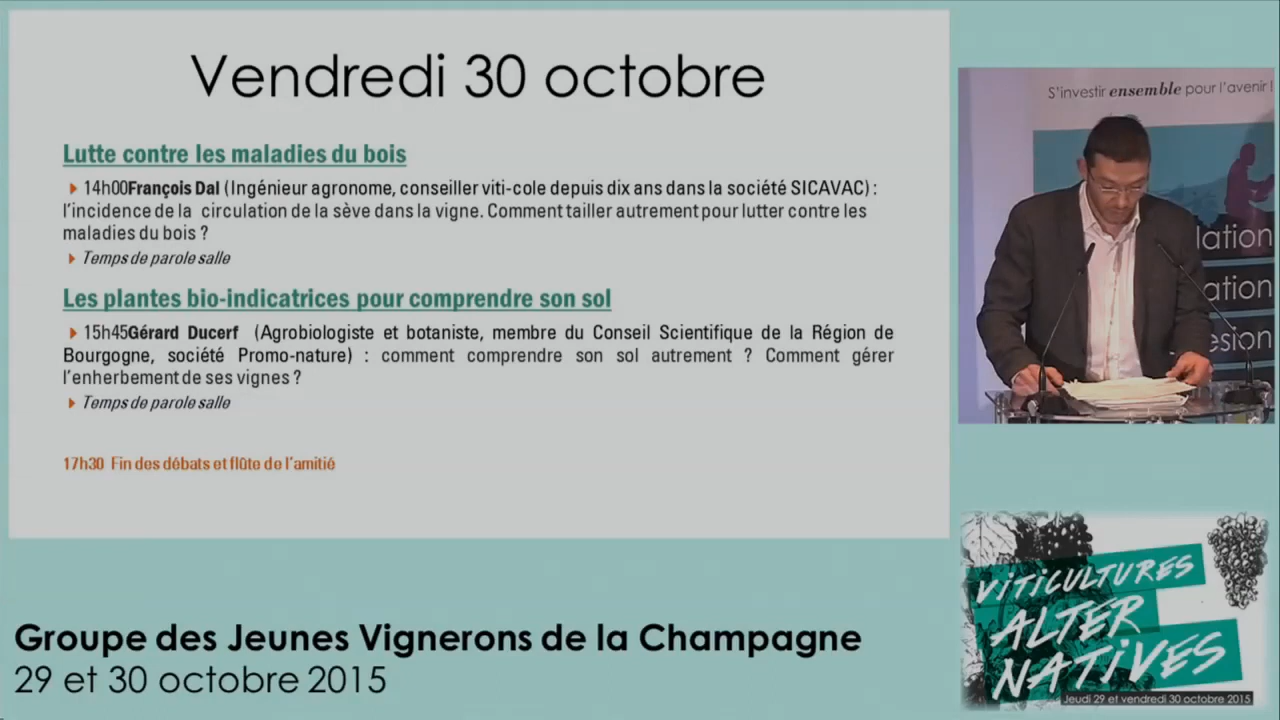 Vendredi 30 octobre
Lutte contre les maladies du bois
14h00François Dal (Ingénieur agronome, conseiller viti-cole depuis dix ans dans la société SICAVAC) :
l'incidence de la circulation de la sève dans la vigne. Comment tailler autrement pour lutter contre les
maladies du bois ?
Temps de parole salle
Les plantes bio-indicatrices pour comprendre son sol
15h45Gérard Ducerf (Agrobiologiste et botaniste, membre du Conseil Scientifique de la Région de
Bourgogne, société Promo-nature) : comment comprendre son sol autrement ? Comment gérer
l'enherbement de ses vignes ?
Temps de parole salle
17h30 Fin des débats et flûte de l'amitié
S'investir ensemble pour l'avenir !
lation
ation
esion
VITICULTURES
ALTER
NATIVES
Jeudi 29 et vendredi 30 octobre 2015
Groupe des Jeunes Vignerons de la Champagne
29 et 30 octobre 2015